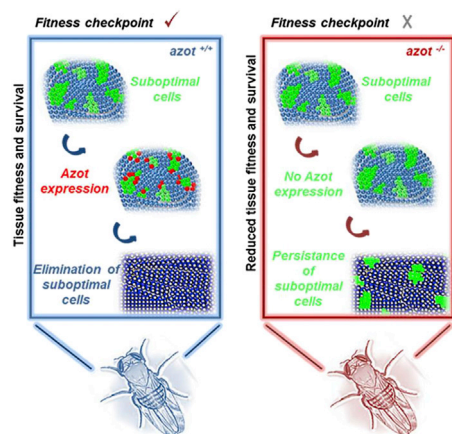 Fitness checkpoint ✓
Tissue fitness and survival
azot +/+
Suboptimal
cells
Azot
expression
Elimination of
suboptimal
cells
Fitness checkpoint X
Reduced tissue fitness and survival
azot -/-
Suboptimal
cells
No Azot
expression
Persistance of
suboptimal
cells